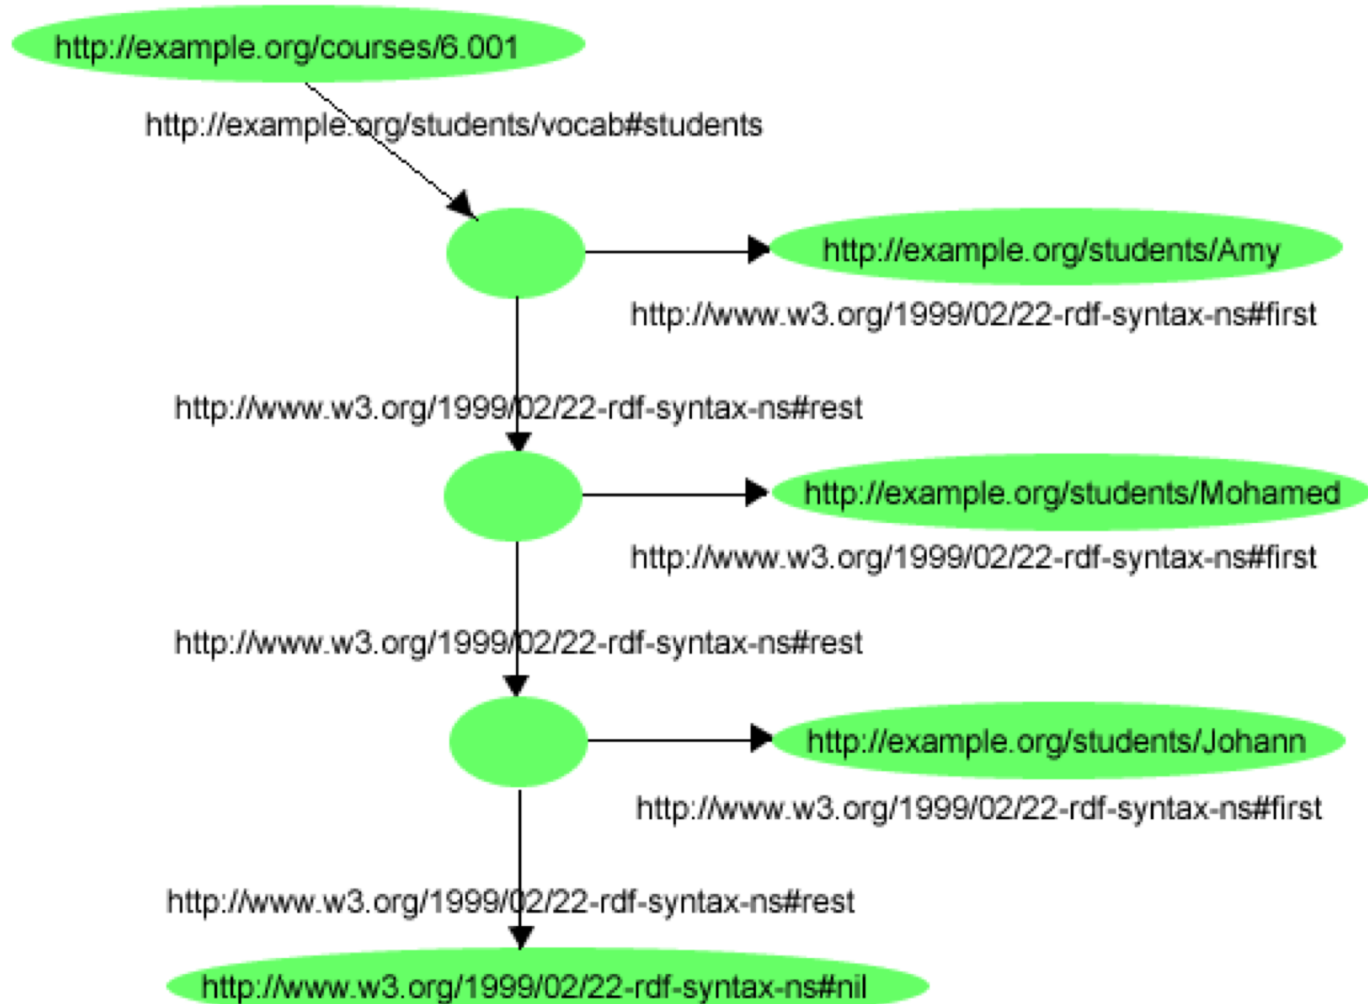 http://example.org/courses/6.001
http://example.org/students/vocab#students
http://example.org/students/Amy
http://www.w3.org/1999/02/22-rdf-syntax-ns#first
http://www.w3.org/1999/02/22-rdf-syntax-ns#rest
http://example.org/students/Mohamed
http://www.w3.org/1999/02/22-rdf-syntax-ns#first
http://www.w3.org/1999/02/22-rdf-syntax-ns#rest
http://example.org/students/Johann
http://www.w3.org/1999/02/22-rdf-syntax-ns#first
http://www.w3.org/1999/02/22-rdf-syntax-ns#rest
http://www.w3.org/1999/02/22-rdf-syntax-ns#nil